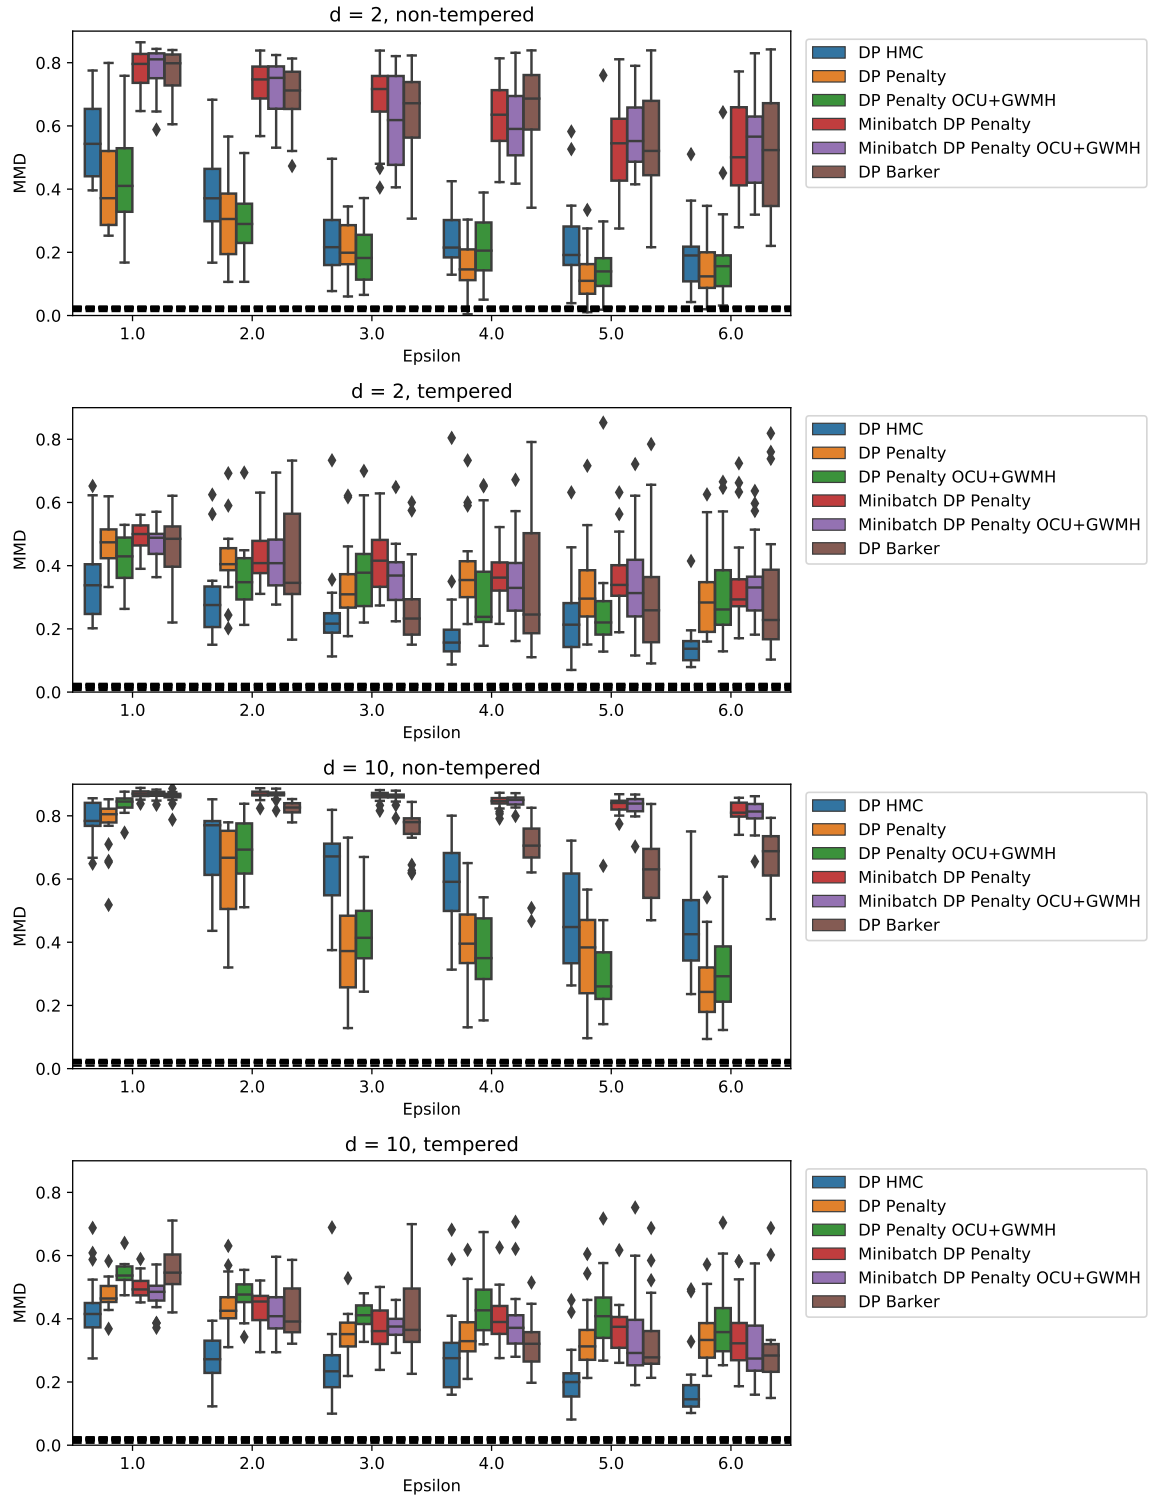 d = 2, non-tempered
MMD
0.8
0.6
0.4
0.2
0.0
1.0 2.0 3.0 4.0 5.0 6.0
Epsilon
DP HMC
DP Penalty
DP Penalty OCU+GWMH
Minibatch DP Penalty
Minibatch DP Penalty OCU+GWMH
DP Barker
d = 2, tempered
MMD
0.8
0.6
0.4
0.2
0.0
1.0 2.0 3.0 4.0 5.0 6.0
Epsilon
DP HMC
DP Penalty
DP Penalty OCU+GWMH
Minibatch DP Penalty
Minibatch DP Penalty OCU+GWMH
DP Barker
d = 10, non-tempered
MMD
0.8
0.6
0.4
0.2
0.0
1.0 2.0 3.0 4.0 5.0 6.0
Epsilon
DP HMC
DP Penalty
DP Penalty OCU+GWMH
Minibatch DP Penalty
Minibatch DP Penalty OCU+GWMH
DP Barker
d = 10, tempered
MMD
0.8
0.6
0.4
0.2
0.0
1.0 2.0 3.0 4.0 5.0 6.0
Epsilon
DP HMC
DP Penalty
DP Penalty OCU+GWMH
Minibatch DP Penalty
Minibatch DP Penalty OCU+GWMH
DP Barker